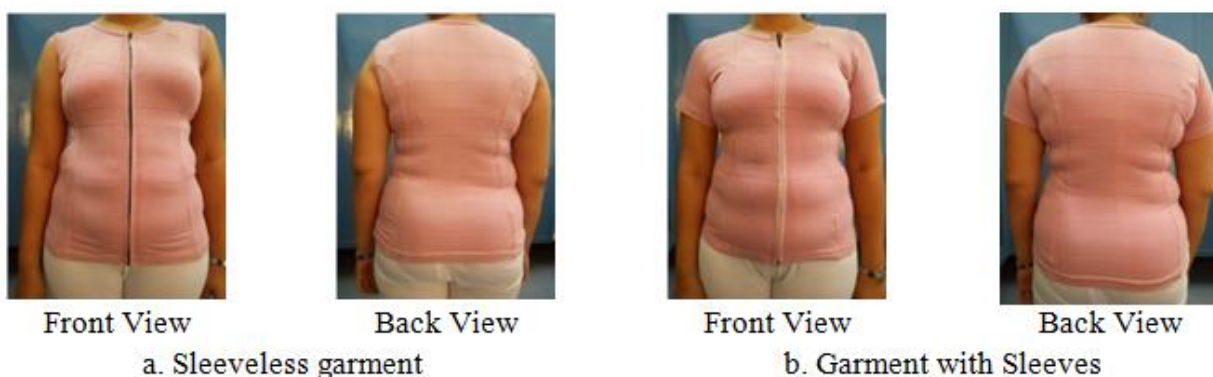 Front View
Back View
Front View
Back View
a. Sleeveless garment
b. Garment with Sleeves